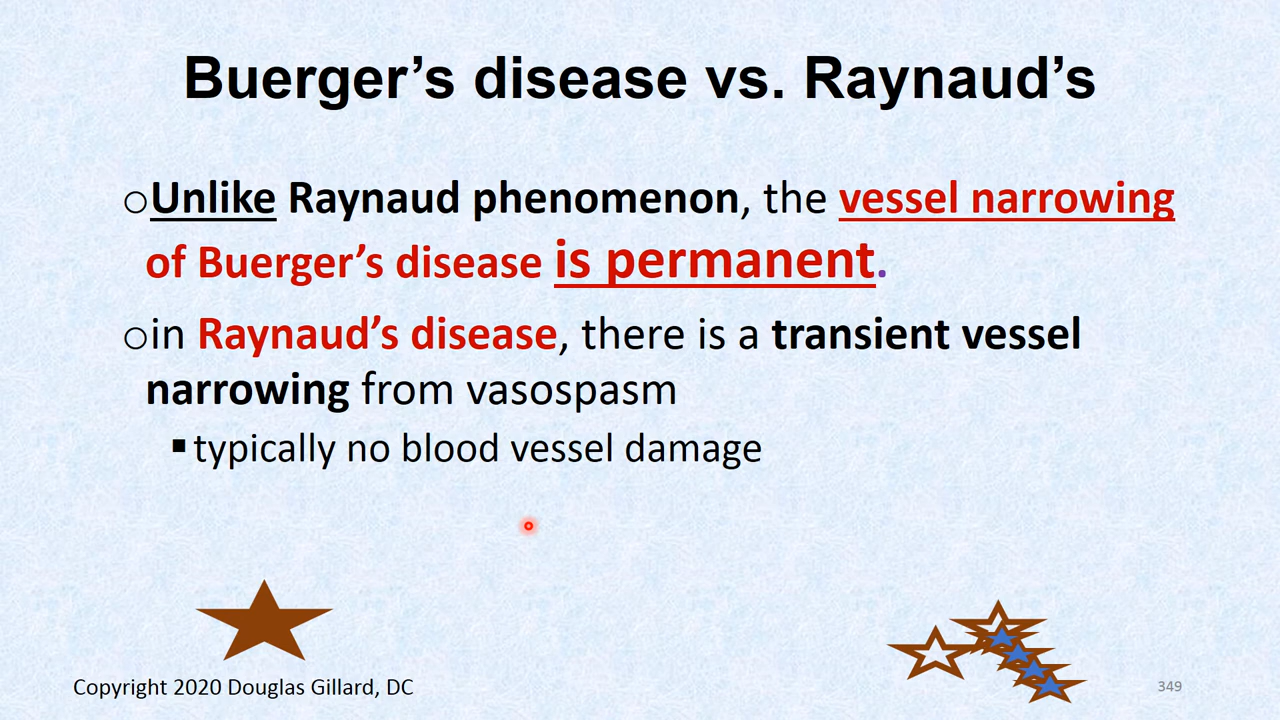 Buerger’s disease vs. Raynaud’s
oUnlike Raynaud phenomenon, the vessel narrowing
of Buerger’s disease is permanent.
oin Raynaud’s disease, there is a transient vessel
narrowing from vasospasm
▪typically no blood vessel damage
Copyright 2020 Douglas Gillard, DC
349